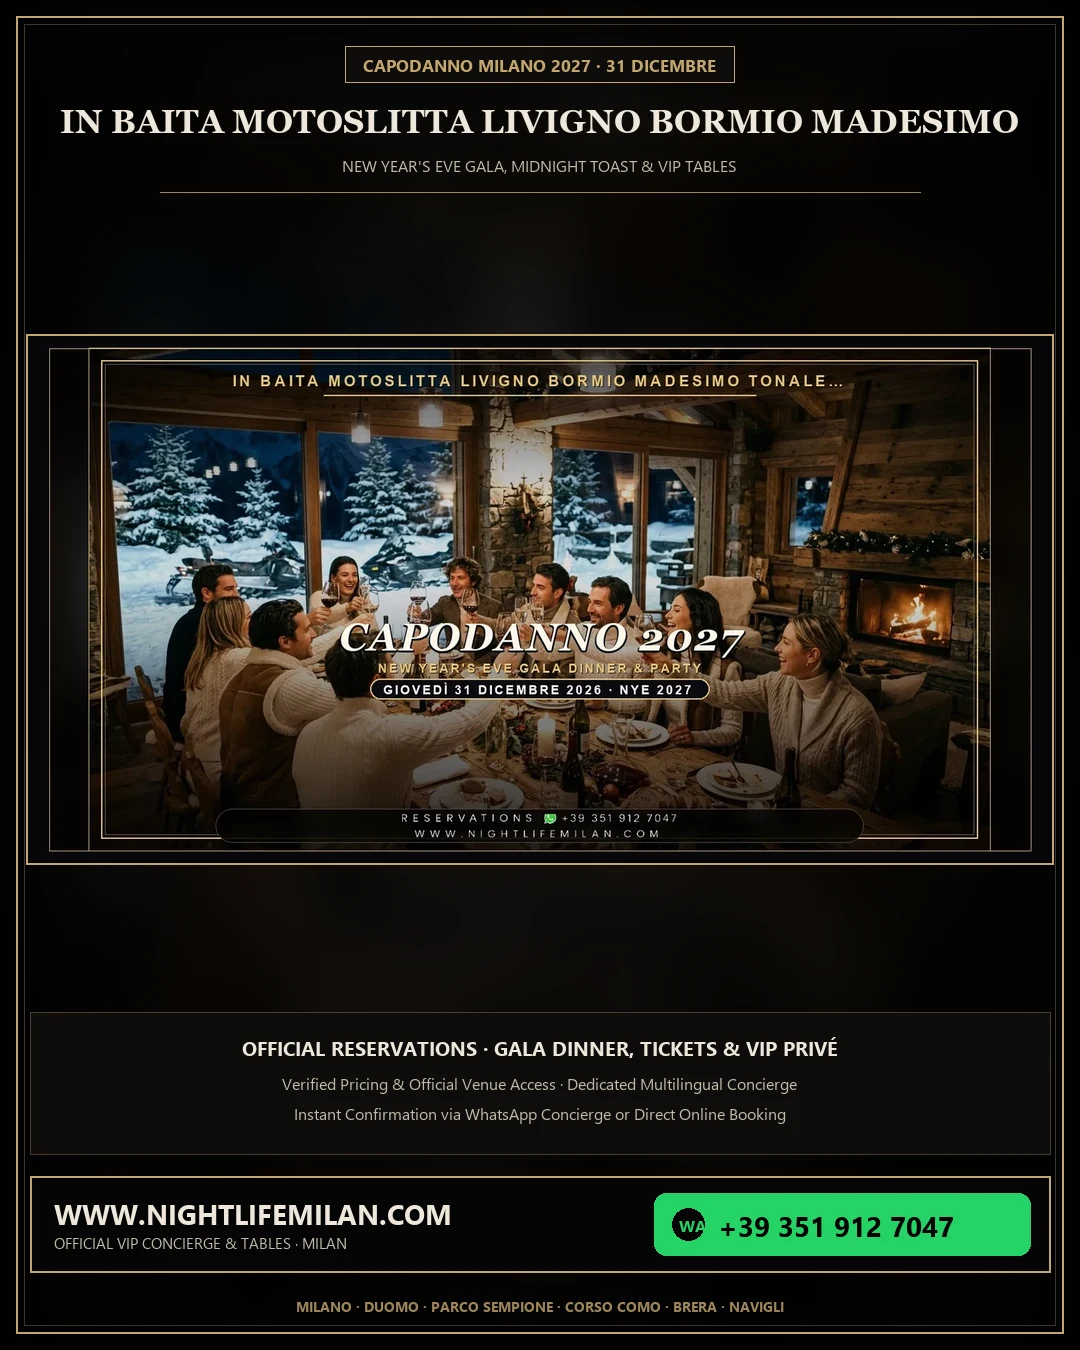 CAPODANNO MILANO 2027 · 31 DICEMBRE
IN BAITA MOTOSLITTA LIVIGNO BORMIO MADESIMO
NEW YEAR'S EVE GALA, MIDNIGHT TOAST & VIP TABLES
IN BAITA MOTOSLITTA LIVIGNO BORMIO MADESIMO TONALE...
CAPODANNO 2027
NEW YEAR'S EVE GALA DINNER & PARTY
GIOVEDÌ 31 DICEMBRE 2026 · NYE 2027
RESERVATIONS +39 351 912 7047
WWW.NIGHTLIFEMILAN.COM
OFFICIAL RESERVATIONS · GALA DINNER, TICKETS & VIP PRIVÉ
Verified Pricing & Official Venue Access · Dedicated Multilingual Concierge
Instant Confirmation via WhatsApp Concierge or Direct Online Booking
WWW.NIGHTLIFEMILAN.COM
OFFICIAL VIP CONCIERGE & TABLES · MILAN
WA +39 351 912 7047
MILANO · DUOMO · PARCO SEMPIONE · CORSO COMO · BRERA · NAVIGLI